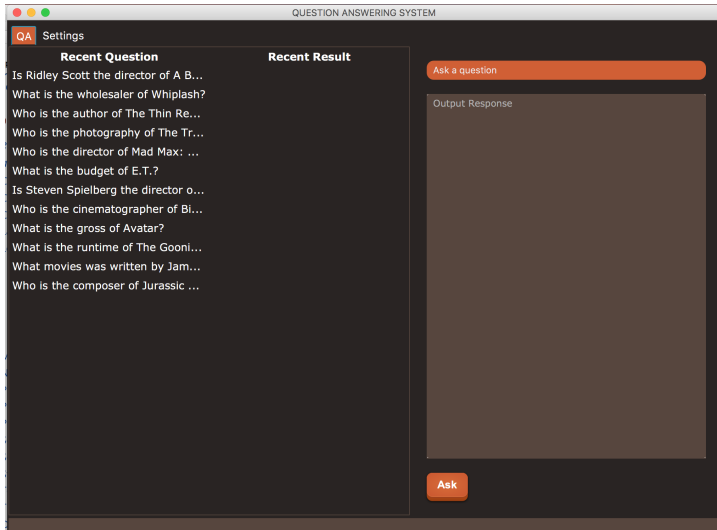 QUESTION ANSWERING SYSTEM
QA Settings
Recent Question Recent Result
Is Ridley Scott the director of A B...
What is the wholesaler of Whiplash?
Who is the author of The Thin Re...
Who is the photography of The Tr...
Who is the director of Mad Max: ...
What is the budget of E.T.?
Is Steven Spielberg the director o...
Who is the cinematographer of Bi...
What is the gross of Avatar?
What is the runtime of The Gooni...
What movies was written by Jam...
Who is the composer of Jurassic ...
Ask a question
Output Response
Ask